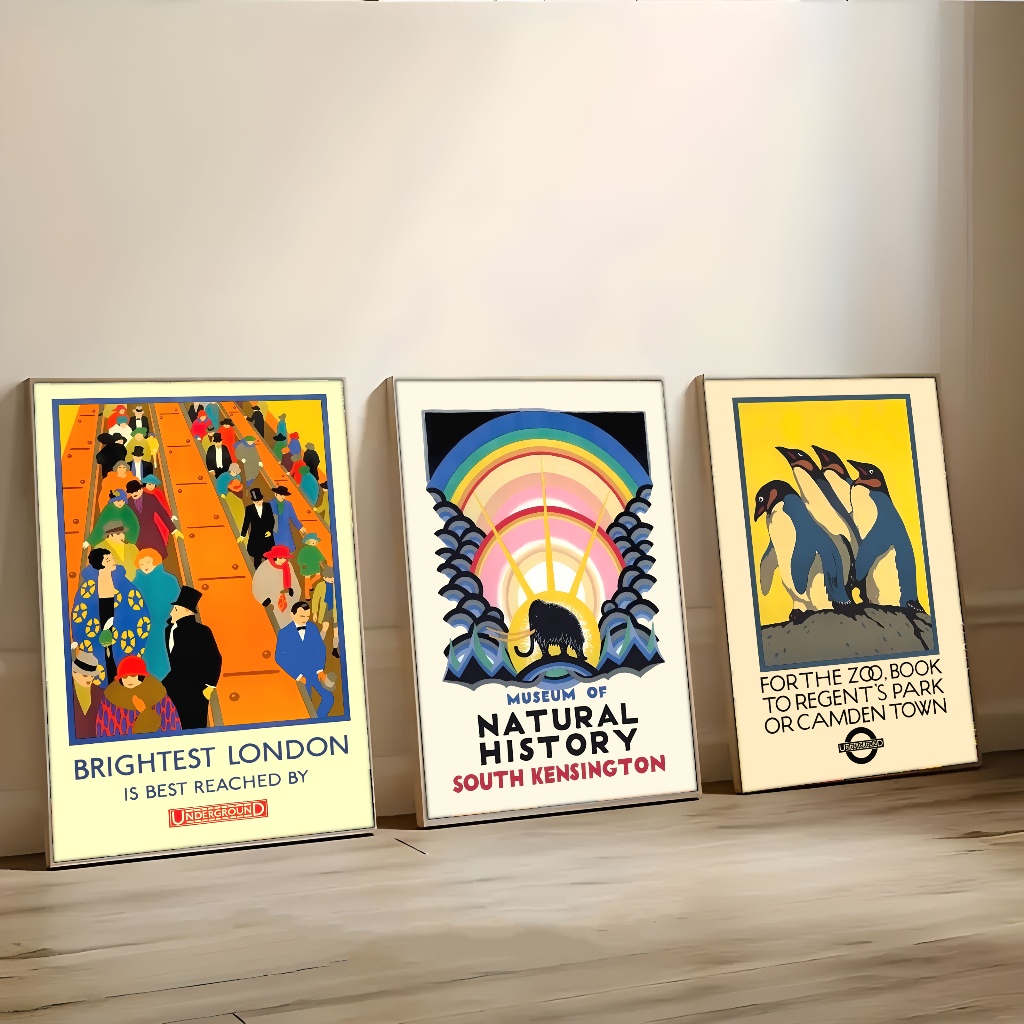 BRIGHTEST LONDON
IS BEST REACHED BY
UNDERGROUND
MUSEUM OF
NATURAL
HISTORY
SOUTH KENSINGTON
FOR THE ZOO, BOOK
TO REGENT'S PARK
OR CAMDEN TOWN
UNDERGROUND